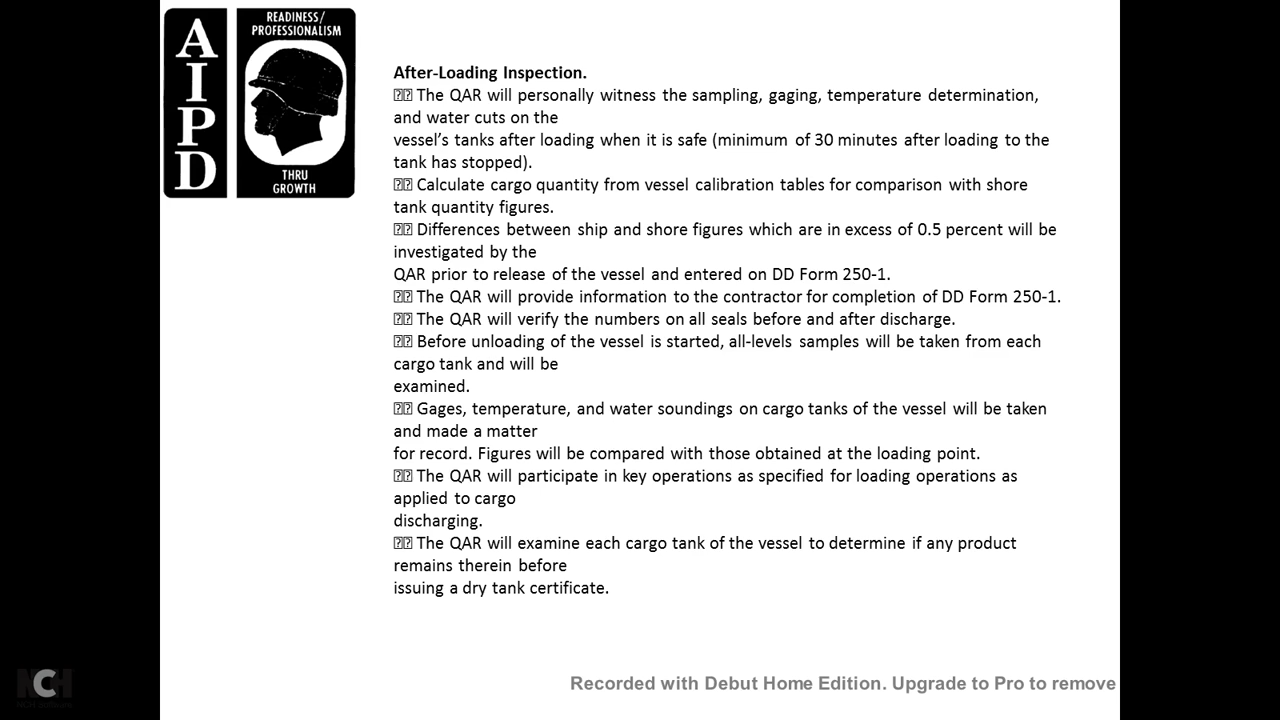 A
I
P
D
READINESS/
PROFESSIONALISM
THRU
GROWTH
After-Loading Inspection.
The QAR will personally witness the sampling, gaging, temperature determination,
and water cuts on the
vessel’s tanks after loading when it is safe (minimum of 30 minutes after loading to the
tank has stopped).
Calculate cargo quantity from vessel calibration tables for comparison with shore
tank quantity figures.
Differences between ship and shore figures which are in excess of 0.5 percent will be
investigated by the
QAR prior to release of the vessel and entered on DD Form 250-1.
The QAR will provide information to the contractor for completion of DD Form 250-1.
The QAR will verify the numbers on all seals before and after discharge.
Before unloading of the vessel is started, all-levels samples will be taken from each
cargo tank and will be
examined.
Gages, temperature, and water soundings on cargo tanks of the vessel will be taken
and made a matter
for record. Figures will be compared with those obtained at the loading point.
The QAR will participate in key operations as specified for loading operations as
applied to cargo
discharging.
The QAR will examine each cargo tank of the vessel to determine if any product
remains therein before
issuing a dry tank certificate.
NCH
Recorded with Debut Home Edition. Upgrade to Pro to remove